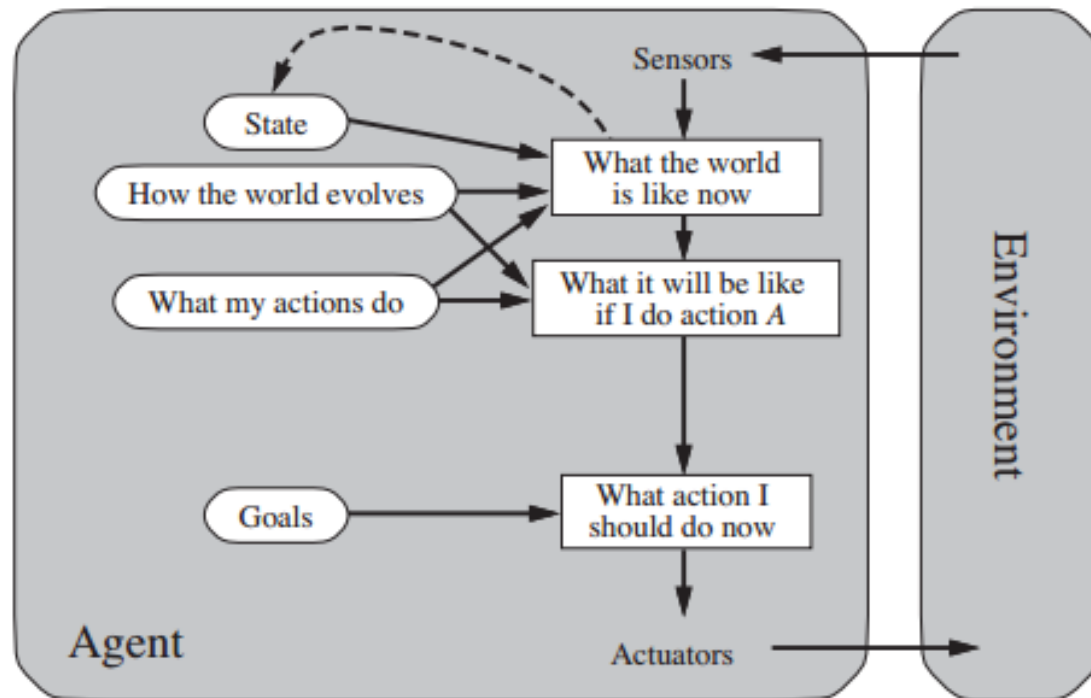 Sensors
State
What the world
is like now
How the world evolves
What it will be like
if I do action A
What my actions do
What action I
should do now
Goals
Agent
Actuators
Environment